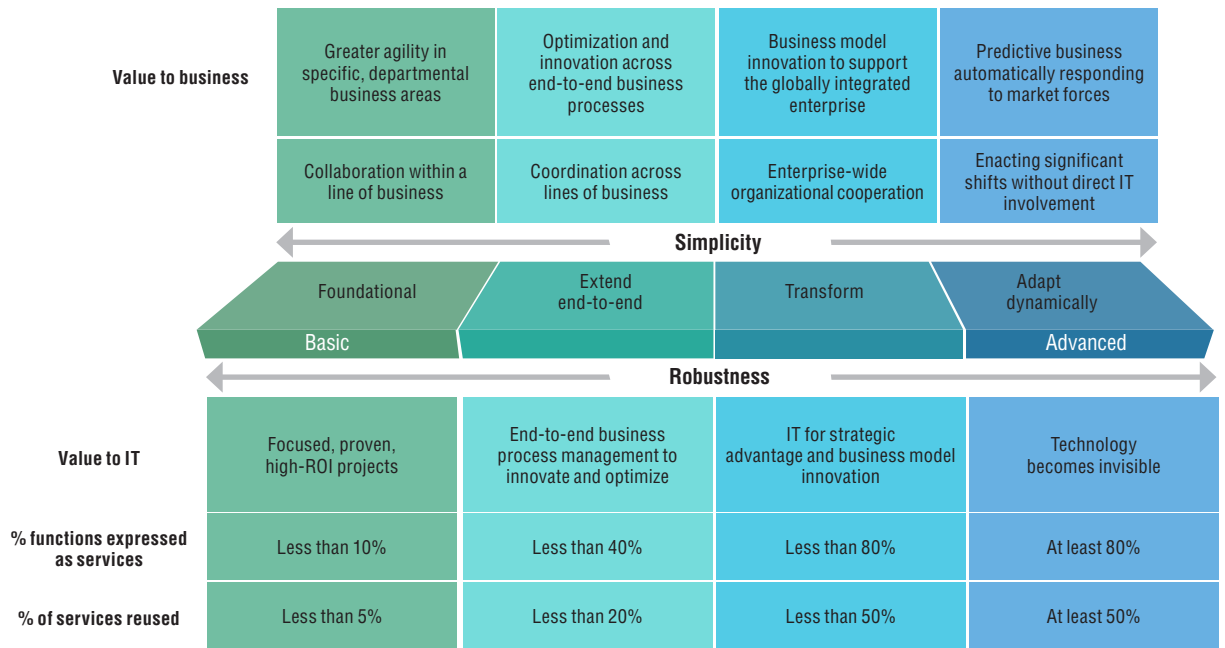 Value to business
Greater agility in
specific, departmental
business areas
Optimization and
innovation across
end-to-end business
processes
Business model
innovation to support
the globally integrated
enterprise
Predictive business
automatically responding
to market forces
Collaboration within a
line of business
Coordination across
lines of business
Enterprise-wide
organizational cooperation
Enacting significant
shifts without direct IT
involvement
Simplicity
Foundational
Extend
end-to-end
Transform
Adapt
dynamically
Basic
Advanced
Robustness
Value to IT
Focused, proven,
high-ROI projects
End-to-end business
process management to
innovate and optimize
IT for strategic
advantage and business model
innovation
Technology
becomes invisible
% functions expressed
as services
Less than 10%
Less than 40%
Less than 80%
At least 80%
% of services reused
Less than 5%
Less than 20%
Less than 50%
At least 50%